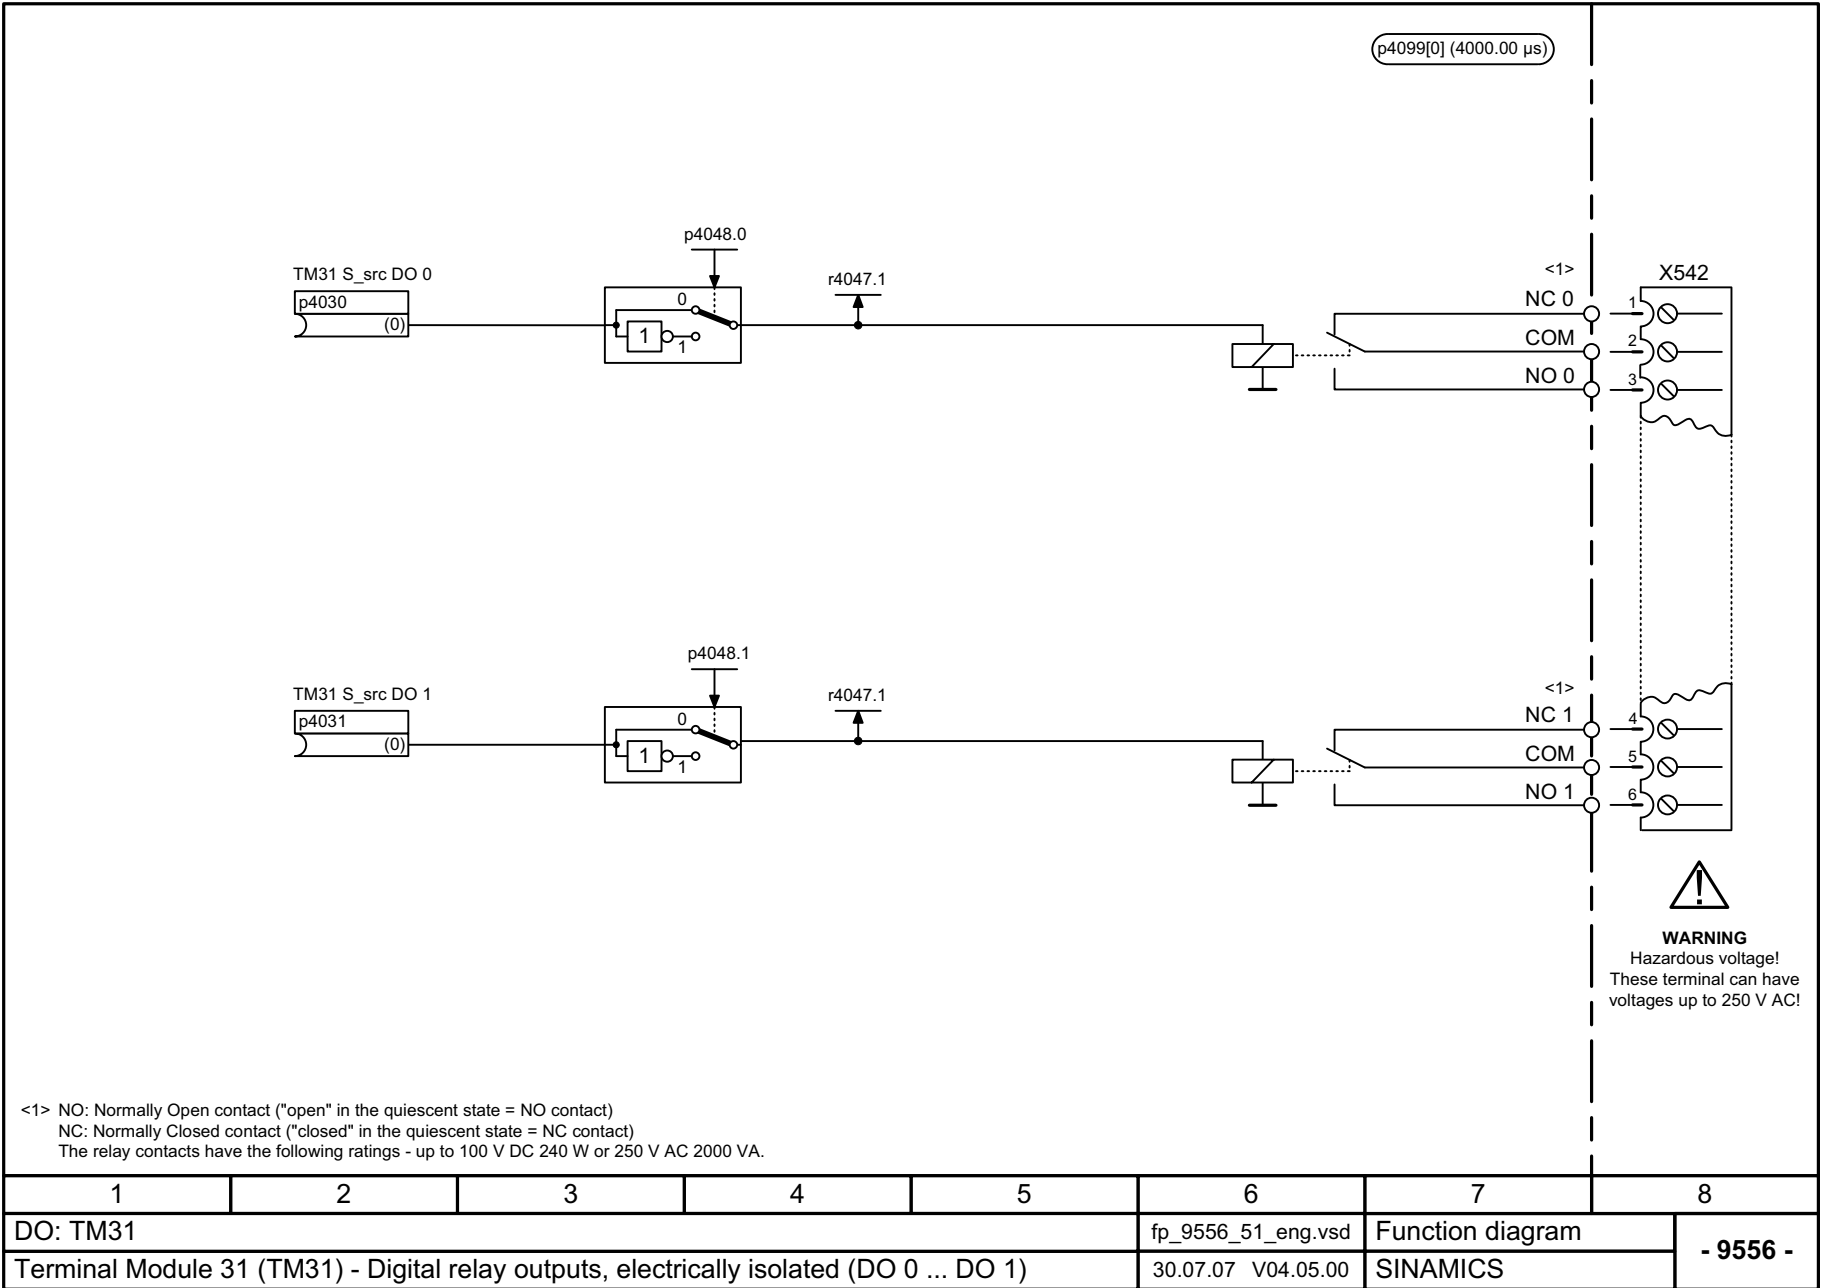 p4099[0] (4000.00 µs)
p4048.0
TM31 S_src DO 0
r4047.1
<1>
X542
p4030
(0)
0
1
1
NC 0
1
COM
2
NO 0
3
p4048.1
TM31 S_src DO 1
r4047.1
<1>
p4031
(0)
0
1
1
NC 1
4
COM
5
NO 1
6
WARNING
Hazardous voltage!
These terminal can have
voltages up to 250 V AC!
<1> NO: Normally Open contact ("open" in the quiescent state = NO contact)
NC: Normally Closed contact ("closed" in the quiescent state = NC contact)
The relay contacts have the following ratings - up to 100 V DC 240 W or 250 V AC 2000 VA.
1 2 3 4 5 6 7 8
DO: TM31
fp_9556_51_eng.vsd
Function diagram
- 9556 -
Terminal Module 31 (TM31) - Digital relay outputs, electrically isolated (DO 0 ... DO 1)
30.07.07 V04.05.00
SINAMICS